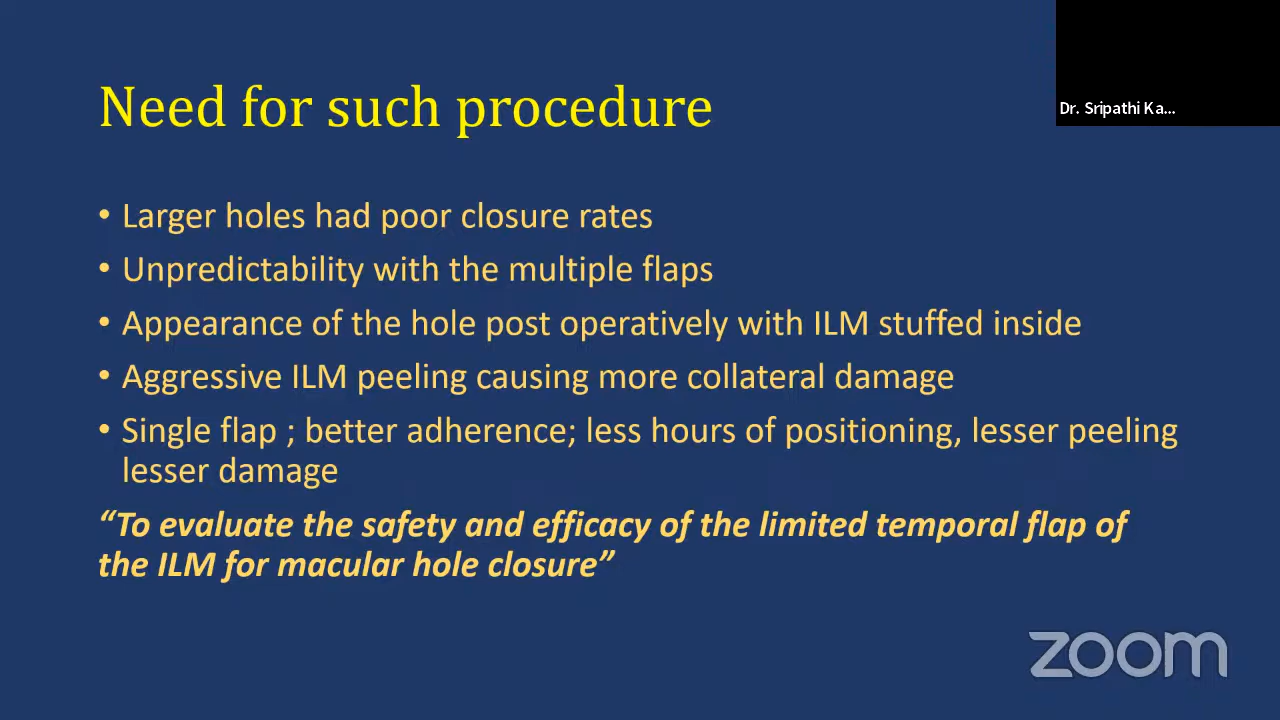 Need for such procedure
Dr. Sripathi Ka...
• Larger holes had poor closure rates
• Unpredictability with the multiple flaps
• Appearance of the hole post operatively with ILM stuffed inside
• Aggressive ILM peeling causing more collateral damage
• Single flap ; better adherence; less hours of positioning, lesser peeling
lesser damage
“To evaluate the safety and efficacy of the limited temporal flap of
the ILM for macular hole closure”
zoom